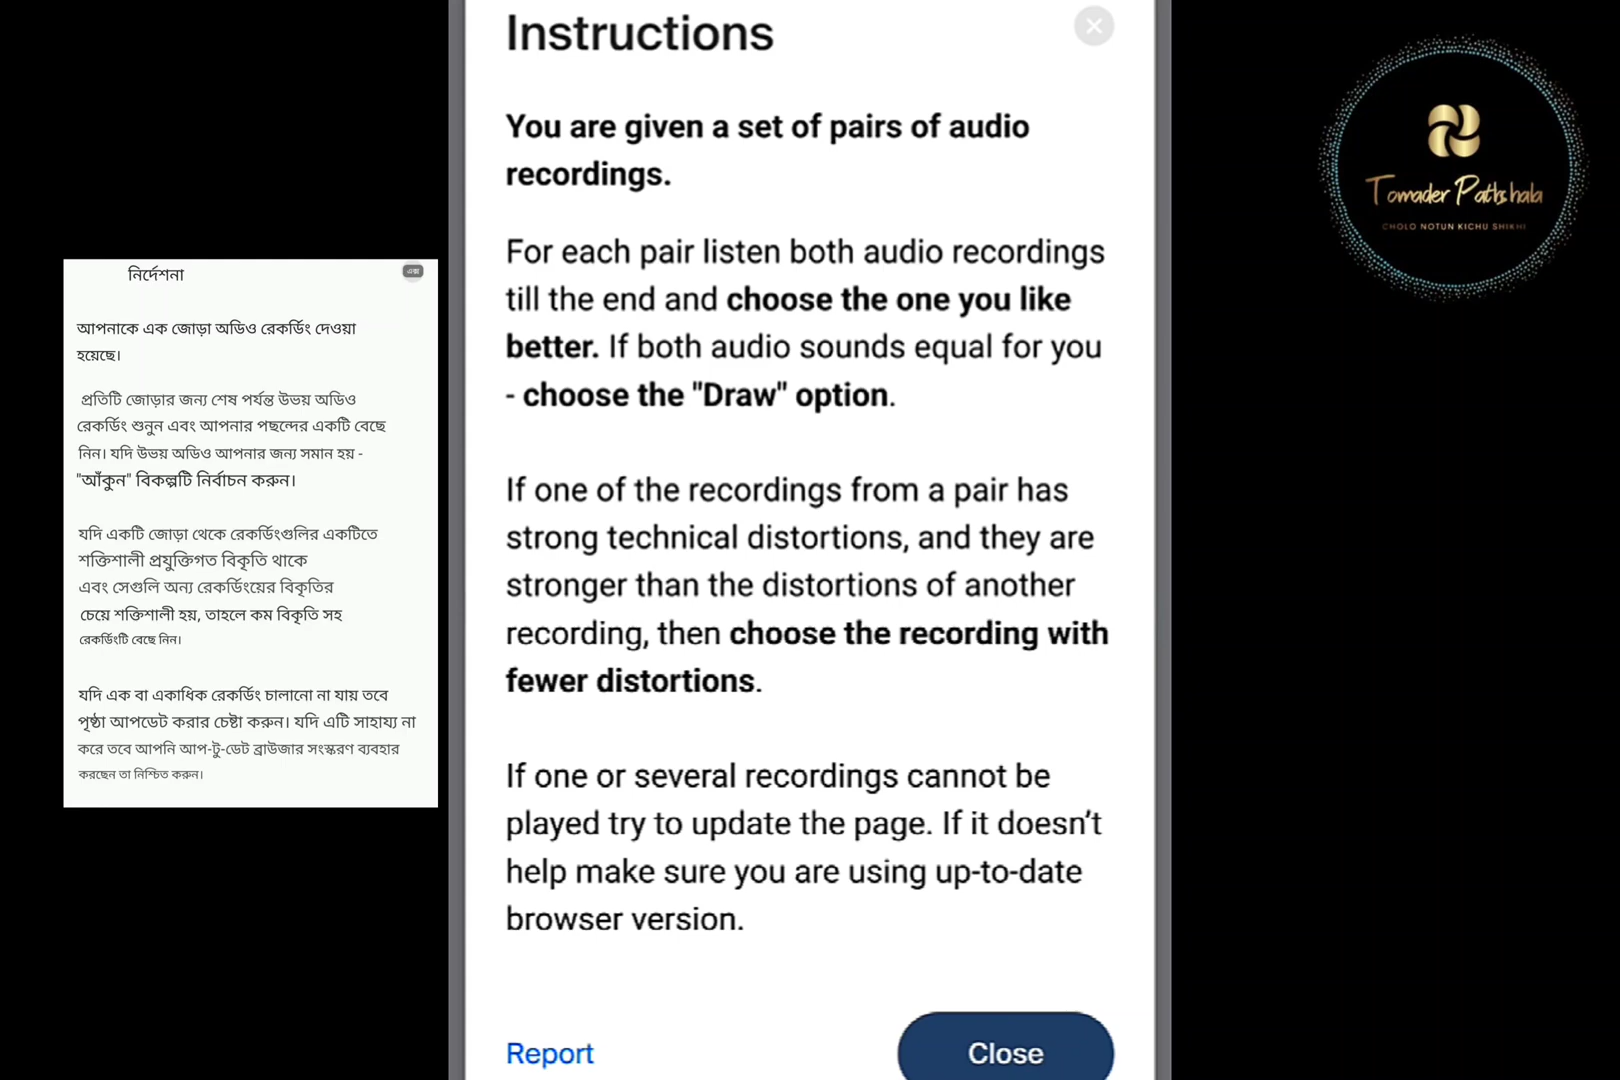 Instructions
You are given a set of pairs of audio
recordings.
For each pair listen both audio recordings
till the end and choose the one you like
better. If both audio sounds equal for you
- choose the "Draw" option.
If one of the recordings from a pair has
strong technical distortions, and they are
stronger than the distortions of another
recording, then choose the recording with
fewer distortions.
If one or several recordings cannot be
played try to update the page. If it doesn’t
help make sure you are using up-to-date
browser version.
Report
Close
নির্দেশনা
এক্স
আপনাকে এক জোড়া অডিও রেকর্ডিং দেওয়া
হয়েছে।
প্রতিটি জোড়ার জন্য শেষ পর্যন্ত উভয় অডিও
রেকর্ডিং শুনুন এবং আপনার পছন্দের একটি বেছে
নিন। যদি উভয় অডিও আপনার জন্য সমান হয় -
"আঁকুন" বিকল্পটি নির্বাচন করুন।
যদি একটি জোড়া থেকে রেকর্ডিংগুলির একটিতে
শক্তিশালী প্রযুক্তিগত বিকৃতি থাকে
এবং সেগুলি অন্য রেকর্ডিংয়ের বিকৃতির
চেয়ে শক্তিশালী হয়, তাহলে কম বিকৃতি সহ
রেকর্ডিংটি বেছে নিন।
যদি এক বা একাধিক রেকর্ডিং চালানো না যায় তবে
পৃষ্ঠা আপডেট করার চেষ্টা করুন। যদি এটি সাহায্য না
করে তবে আপনি আপ-টু-ডেট ব্রাউজার সংস্করণ ব্যবহার
করছেন তা নিশ্চিত করুন।
Tomader Pathshala
CHOLO NOTUN KICHU SHIKHI